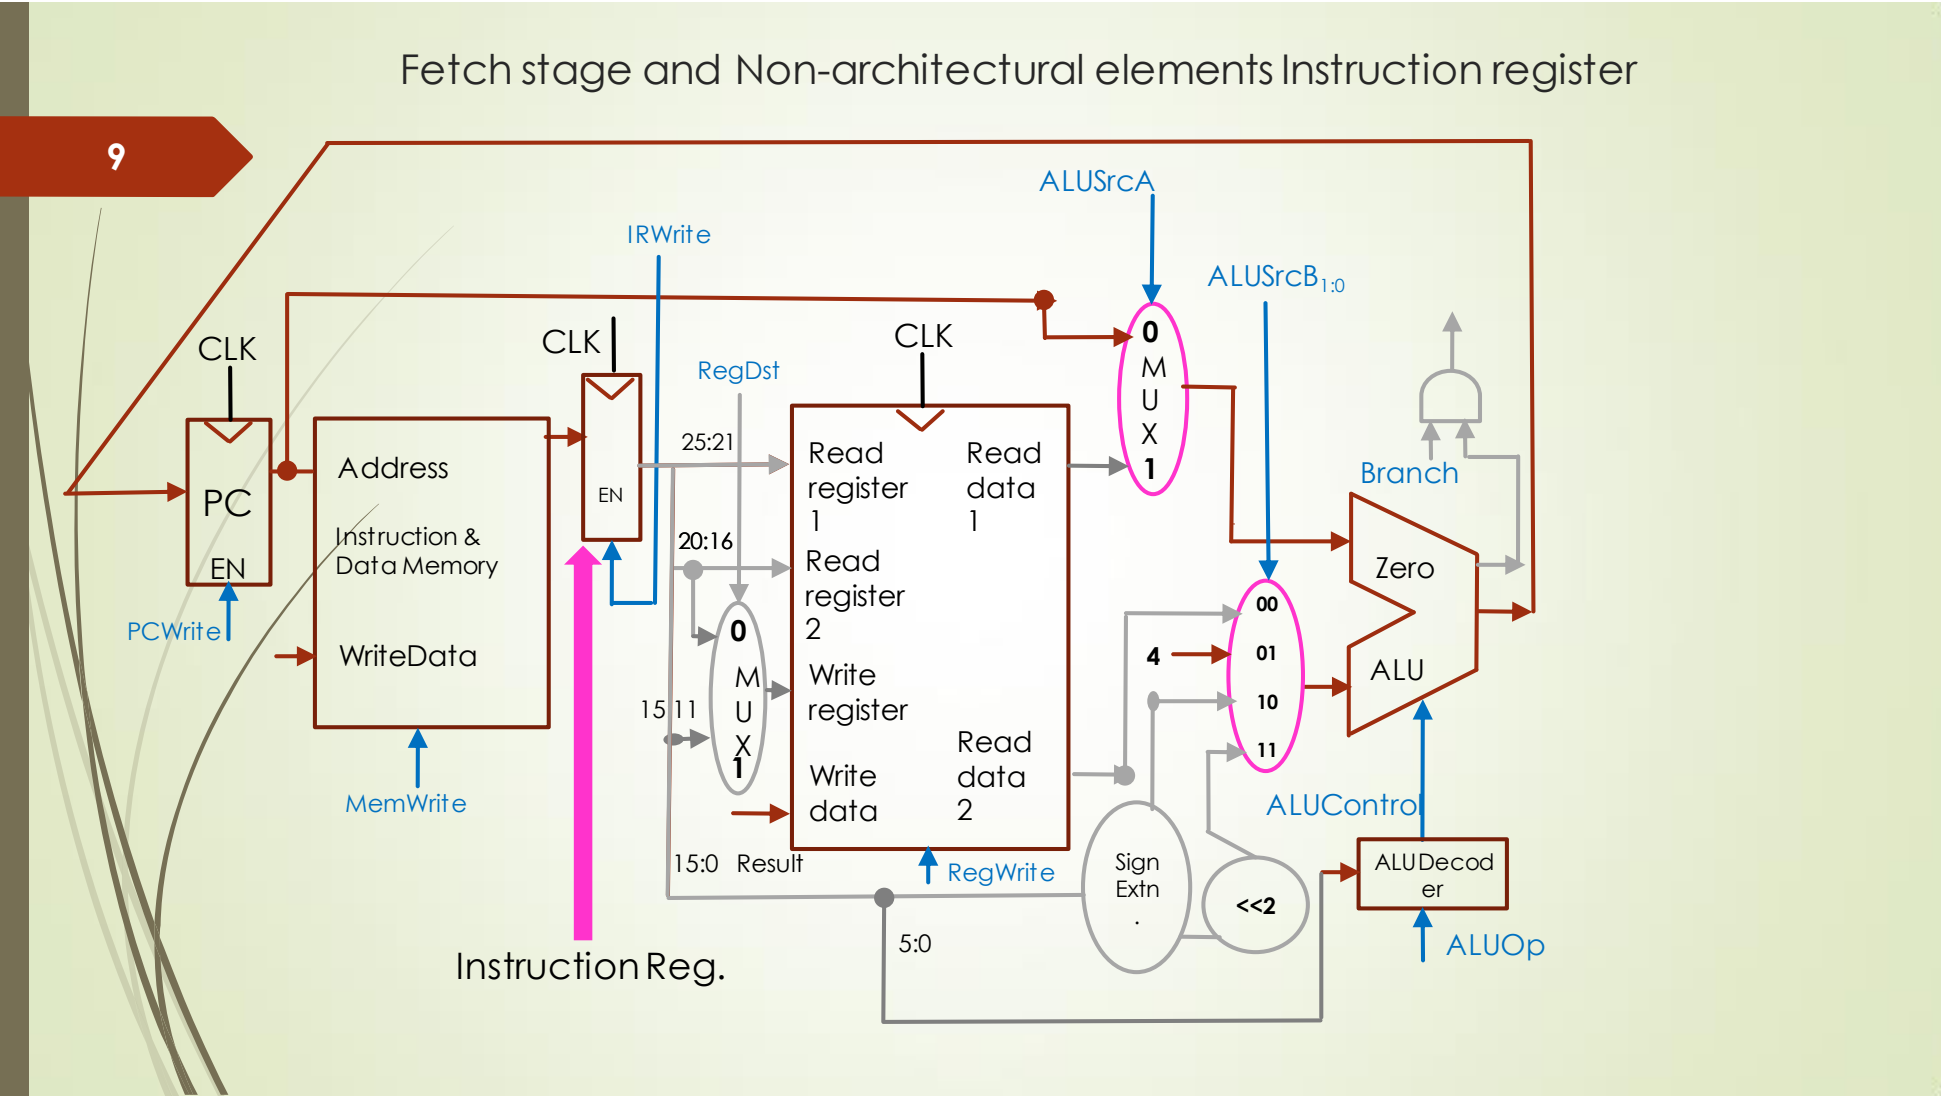 Fetch stage and Non-architectural elements Instruction register
9
ALUSrcA
IRWrite
ALUSrcB1:0
CLK
CLK
CLK
RegDst
0
M
U
X
1
25:21
Address
PC
EN
EN
Read
register
1
Read
data
1
Branch
Instruction &
Data Memory
20:16
Read
register
2
Zero
PCWrite
WriteData
0
M
U
X
1
Write
register
00
4
01
10
11
ALU
15 11
Read
data
2
Write
data
MemWrite
ALUControl
15:0 Result
RegWrite
Sign
Extn
.
<<2
ALUDecod
er
5:0
ALUOp
Instruction Reg.